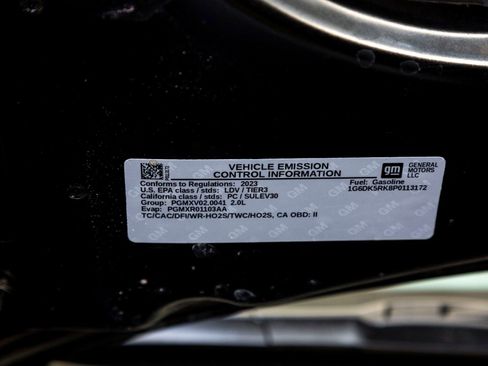 VEHICLE EMISSION
CONTROL INFORMATION
gm
GENERAL MOTORS
LLC
Conforms to Regulations: 2023
Fuel: Gasoline
U.S. EPA class / stds: LDV / TIER3
1G6DK5RK8P0113172
California class / stds: PC / SULEV30
Group: PGMXV02.0041 2.0L
Evap: PGMXR01103AA
TC/CAC/DFI/WR-HO2S/TWC/HO2S, CA OBD: II